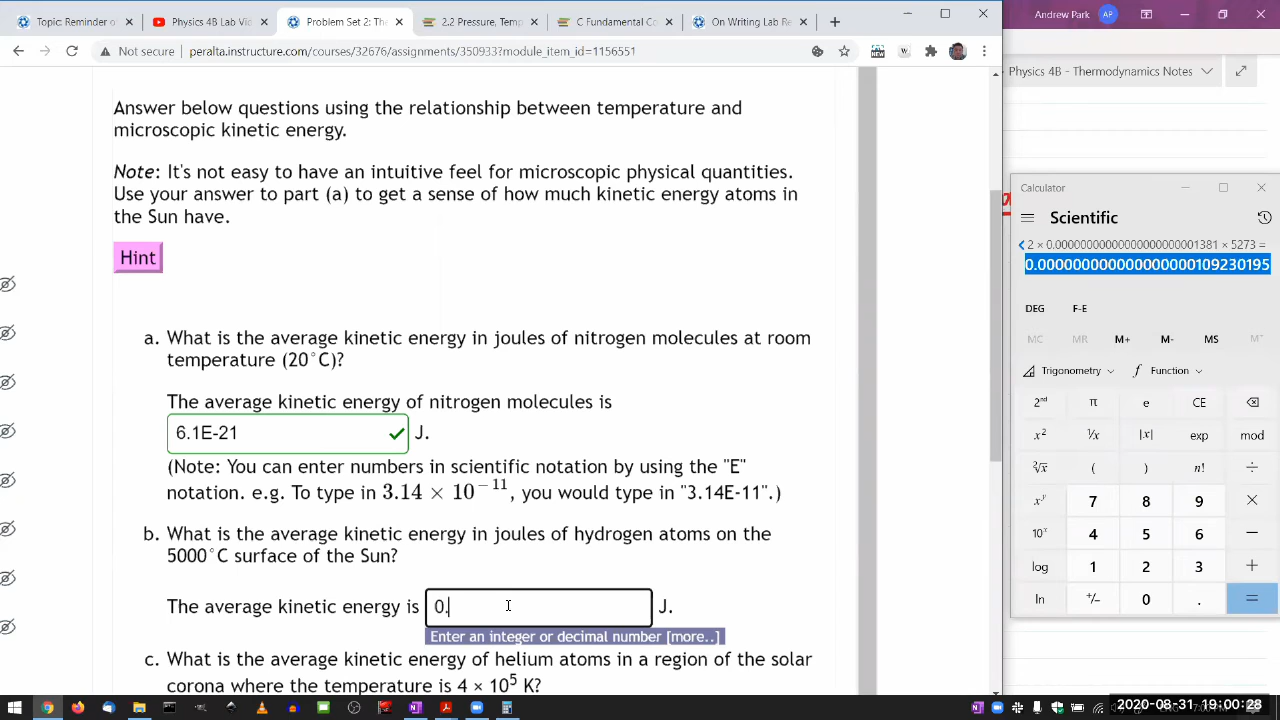 Topic: Reminder o
Physics 4B Lab Vid
Problem Set 2: The
2.2 Pressure, Temp
C Fundamental Co
On Writing Lab Re
Andrew Park
AP
Not secure
peralta.instructure.com/courses/32676/assignments/350933?module_item_id=1156551
Physics 4B - Thermodynamics Notes
Answer below questions using the relationship between temperature and
microscopic kinetic energy.
Note: It's not easy to have an intuitive feel for microscopic physical quantities.
Use your answer to part (a) to get a sense of how much kinetic energy atoms in
the Sun have.
Hint
a. What is the average kinetic energy in joules of nitrogen molecules at room
temperature (20°C)?
The average kinetic energy of nitrogen molecules is
6.1E-21 J.
(Note: You can enter numbers in scientific notation by using the "E"
notation. e.g. To type in 3.14 × 10⁻¹¹, you would type in "3.14E-11".)
b. What is the average kinetic energy in joules of hydrogen atoms on the
5000°C surface of the Sun?
The average kinetic energy is 0. J.
Enter an integer or decimal number [more..]
c. What is the average kinetic energy of helium atoms in a region of the solar
corona where the temperature is 4 × 10⁵ K?
Calculator
Scientific
2 × 0.00000000000000000000001381 × 5273 =
0.000000000000000000109230195
DEG F-E
MC MR M+ M- MS M
Trigonometry Function
2ⁿᵈ π e CE
x² ¹/x |x| exp mod
³√x ( ) n! ÷
xʸ 7 8 9 ×
10ˣ 4 5 6 −
log 1 2 3 +
ln +/- 0 . =
2020-08-31 19:00:28